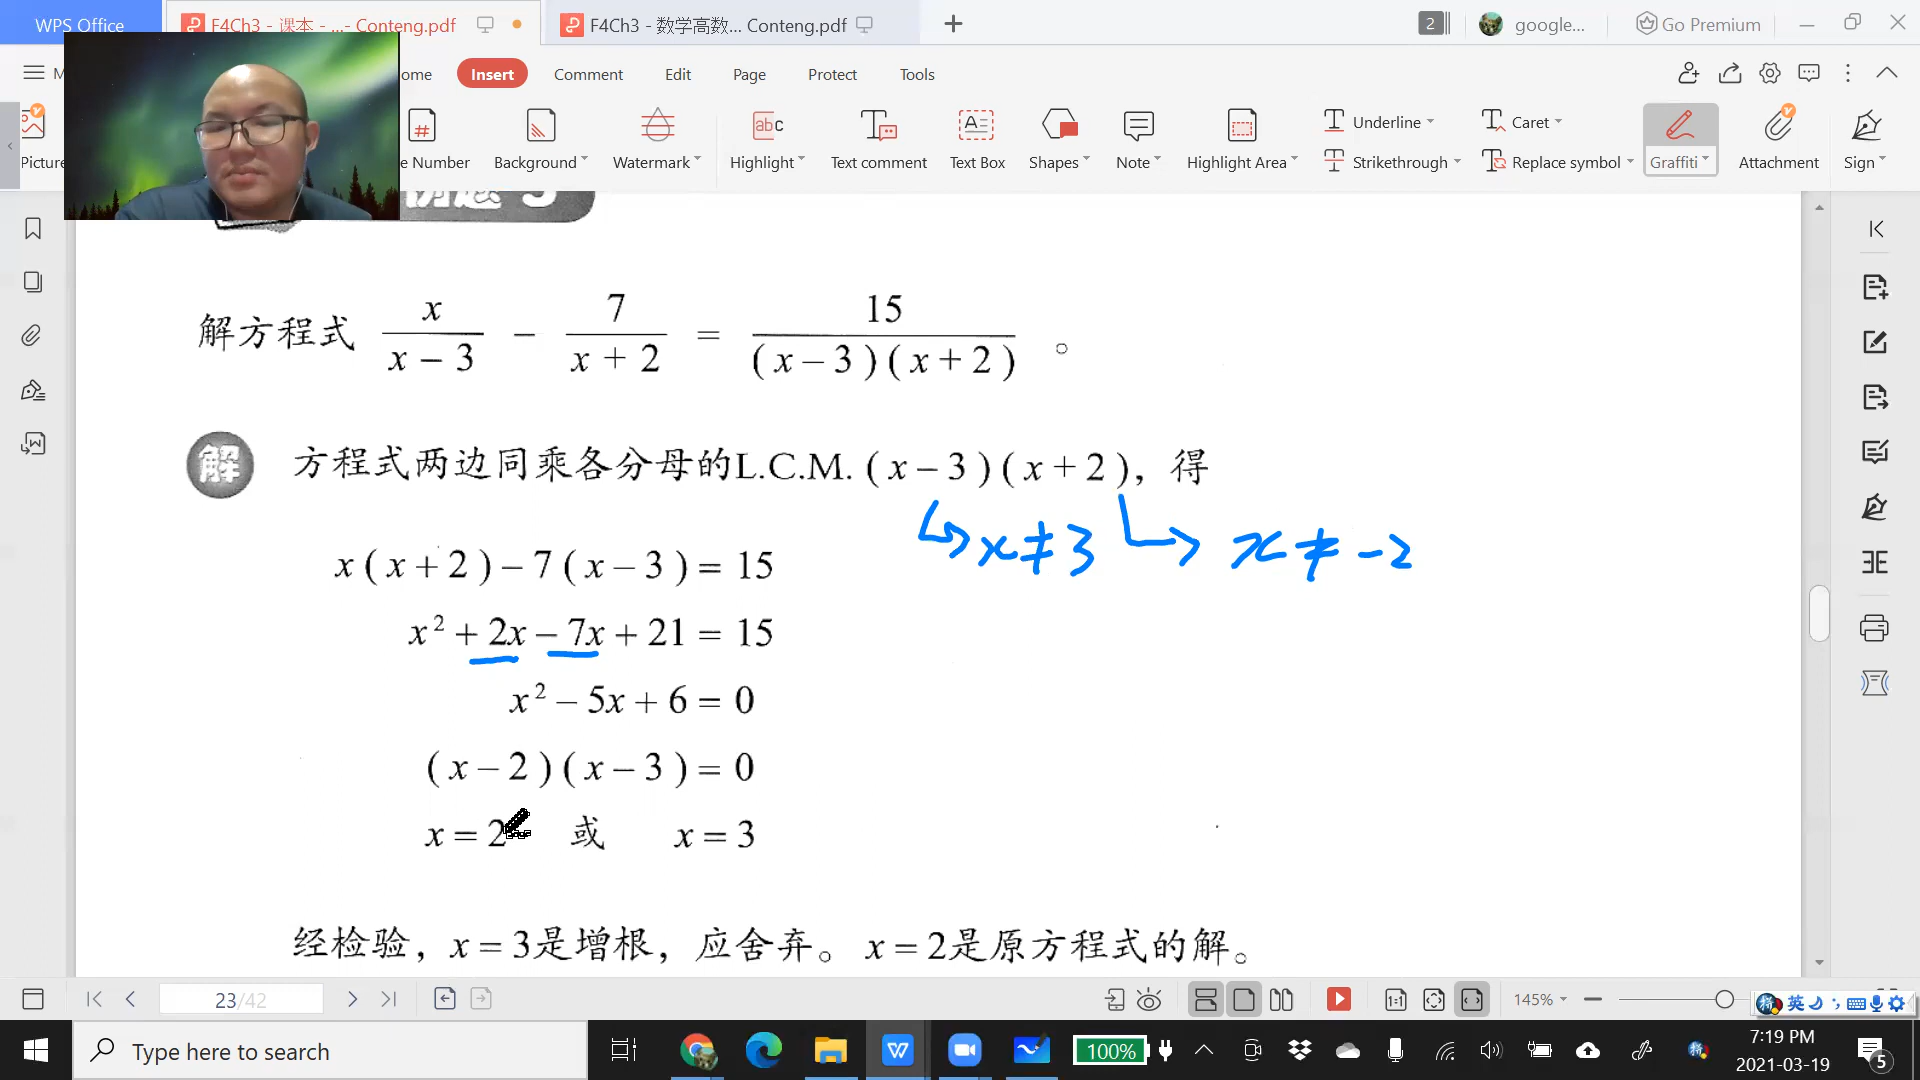 WPS Office
F4Ch3 - 课本 - ...- Conteng.pdf
F4Ch3 - 数学高数... Conteng.pdf
2
google...
Go Premium
Insert
Comment
Edit
Page
Protect
Tools
Picture
Background
Watermark
Highlight
Text comment
Text Box
Shapes
Note
Highlight Area
Underline
Strikethrough
Caret
Replace symbol
Graffiti
Attachment
Sign
解方程式 x/(x − 3) − 7/(x + 2) = 15/((x − 3)(x + 2)) 。
解 方程式两边同乘各分母的L.C.M. (x − 3)(x + 2), 得
x ≠ 3 x ≠ −2
x(x + 2) − 7(x − 3) = 15
x² + 2x − 7x + 21 = 15
x² − 5x + 6 = 0
(x − 2)(x − 3) = 0
x = 2 或 x = 3
经检验, x = 3是增根, 应舍弃。 x = 2是原方程式的解。
23/42
1:1
145%
英
Type here to search
100%
7:19 PM
2021-03-19
5